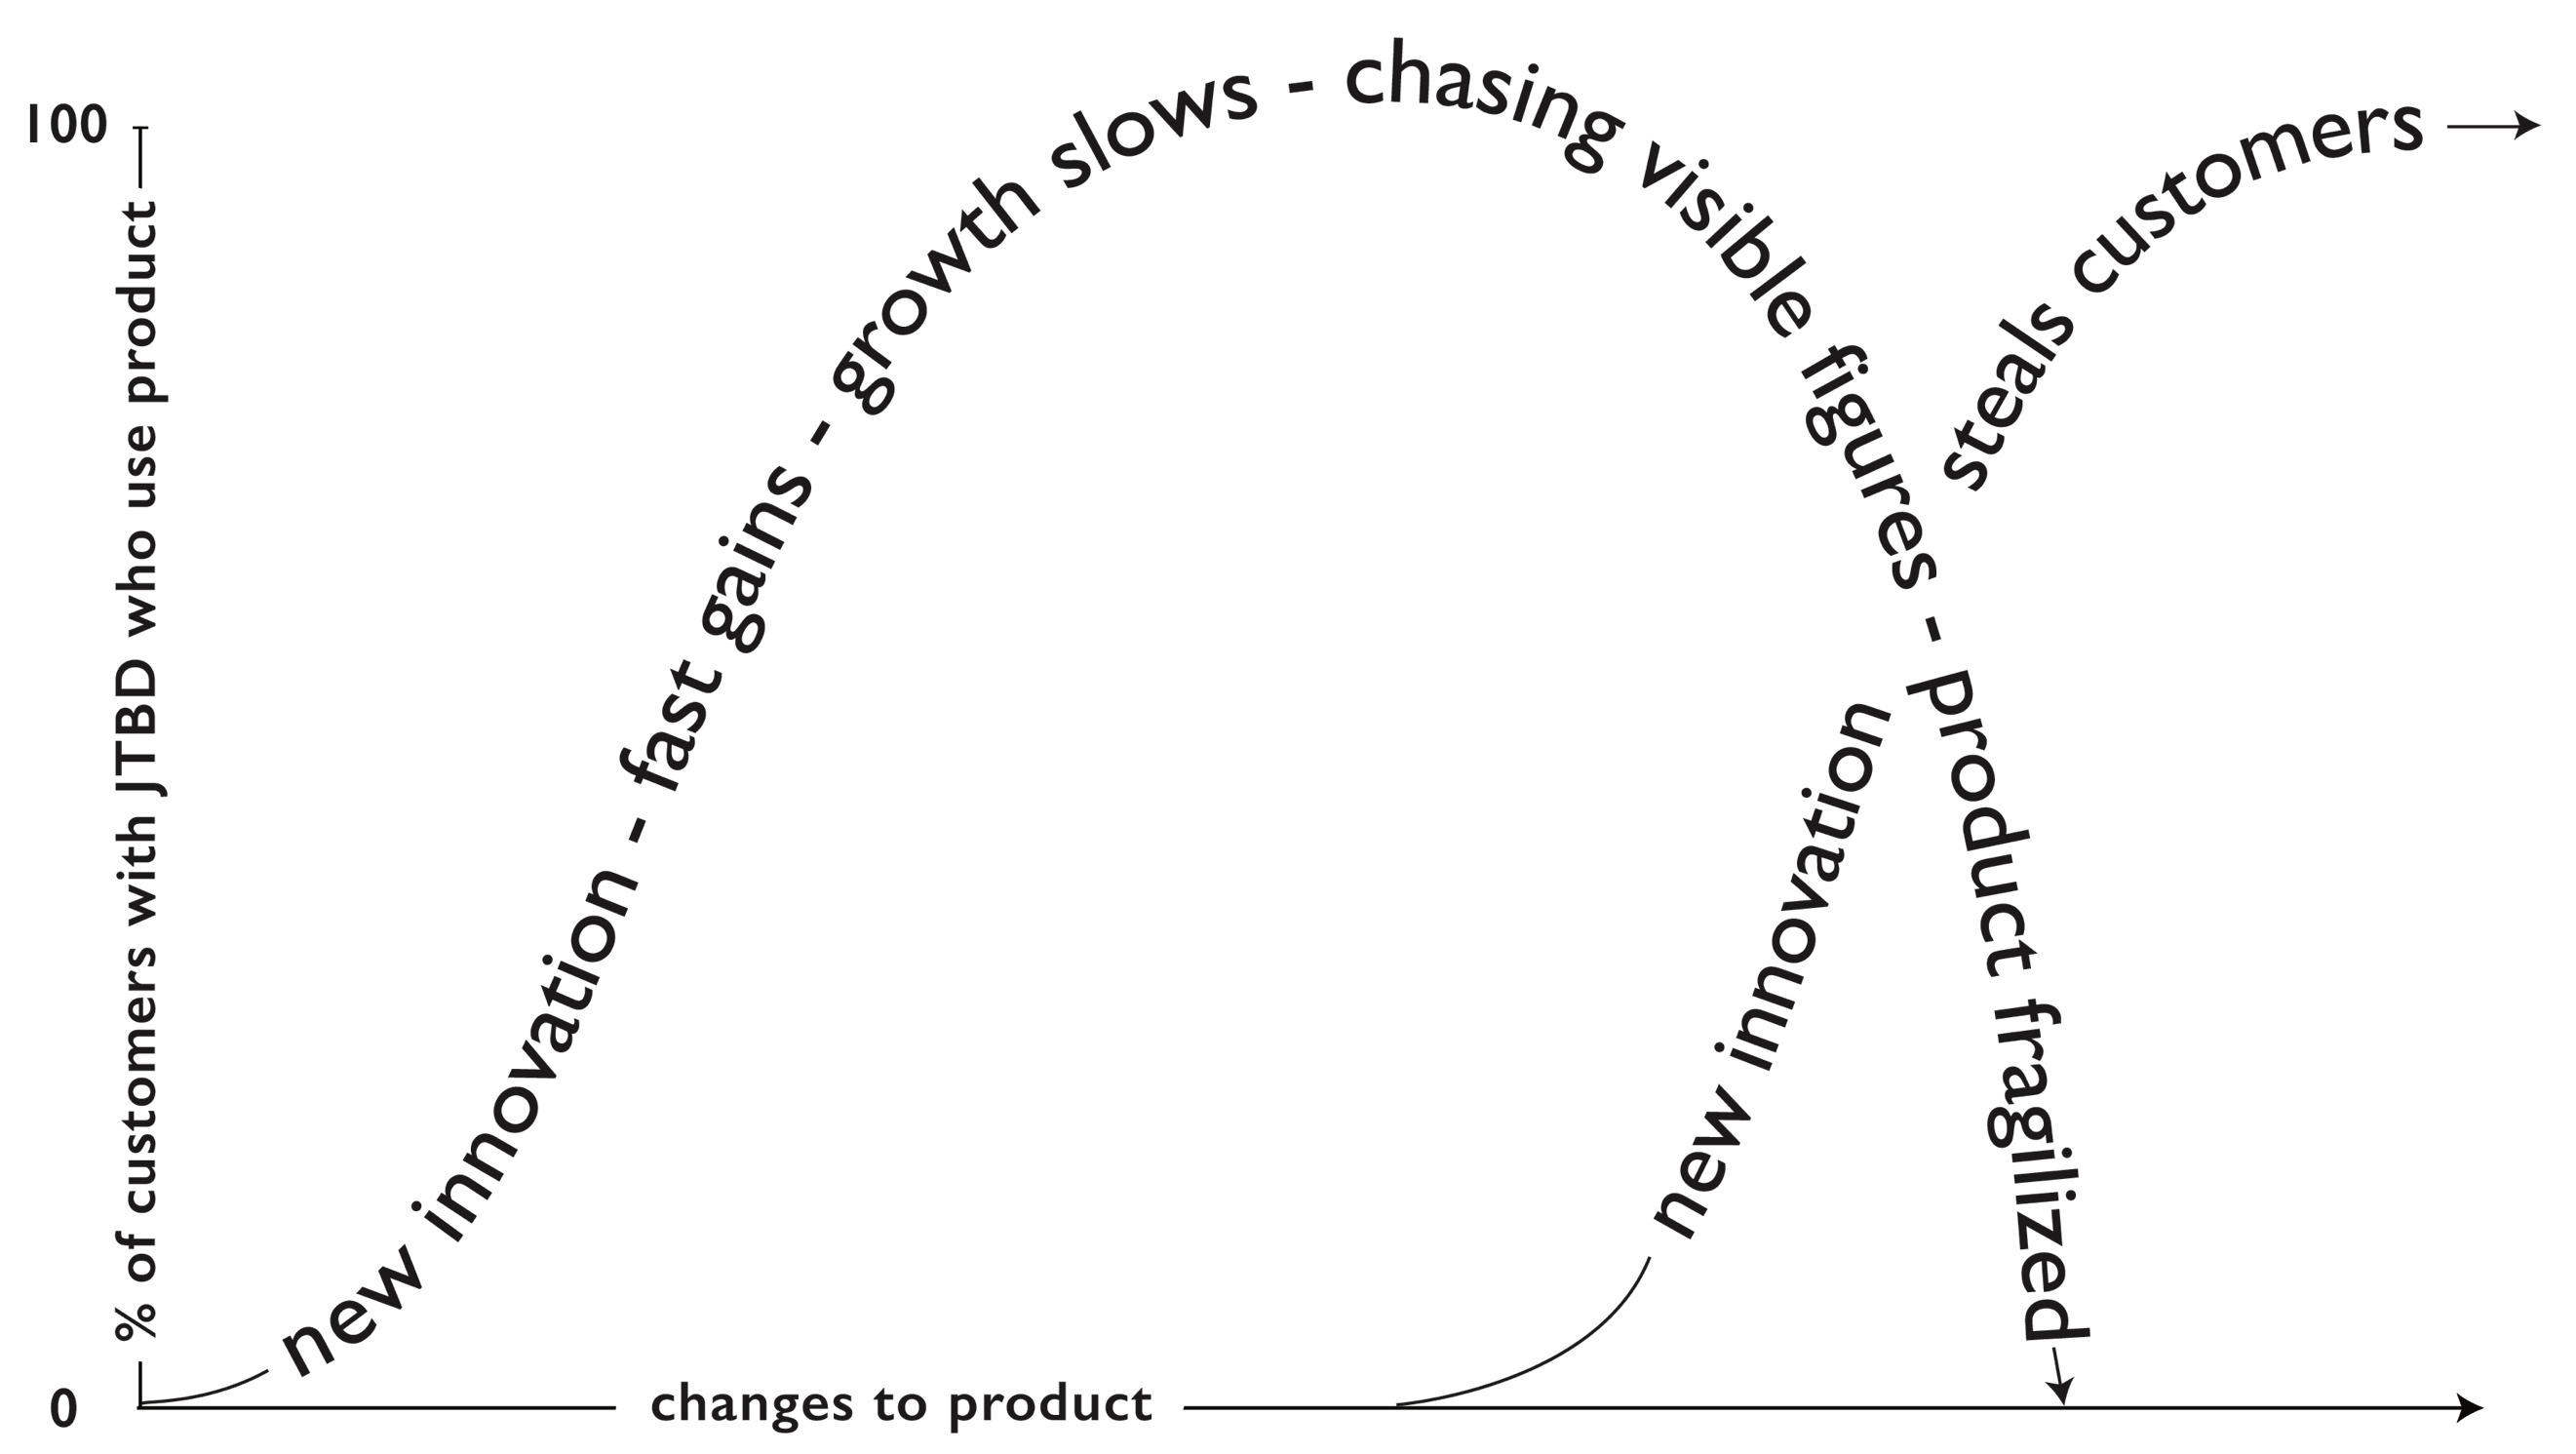 100
% of customers with JTBD who use product
0
new innovation - fast gains - growth slows - chasing visible figures - product fragilized
new innovation steals customers
changes to product